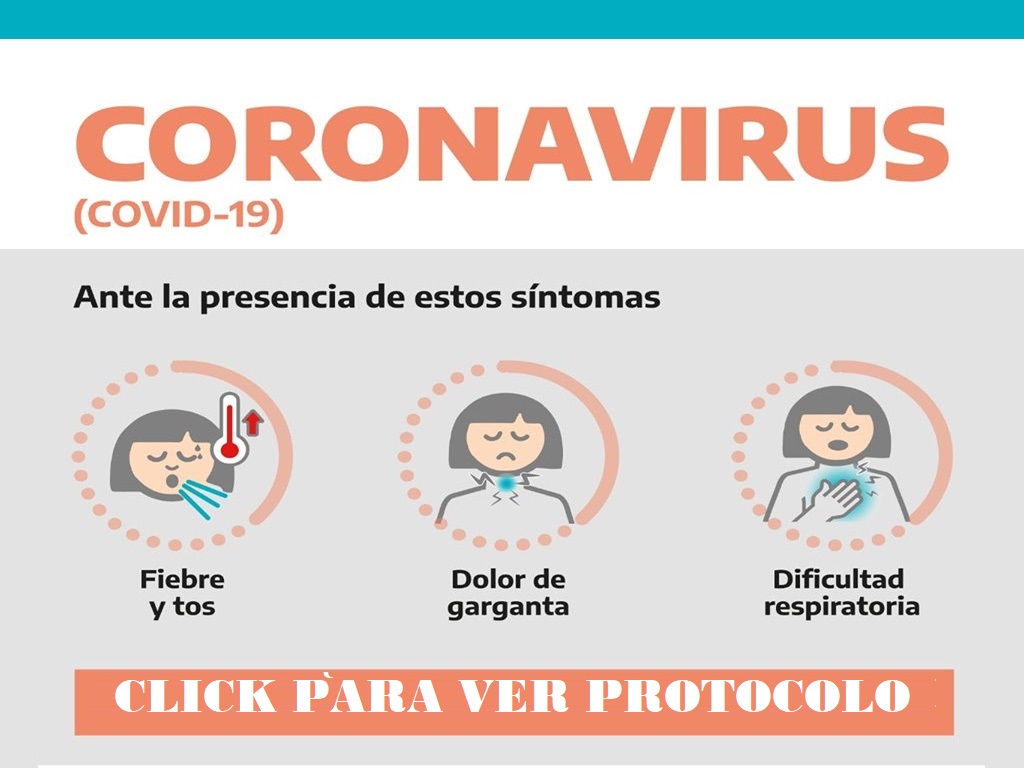 CORONAVIRUS
(COVID-19)
Ante la presencia de estos síntomas
Fiebre
y tos
Dolor de
garganta
Dificultad
respiratoria
CLICK PARA VER PROTOCOLO